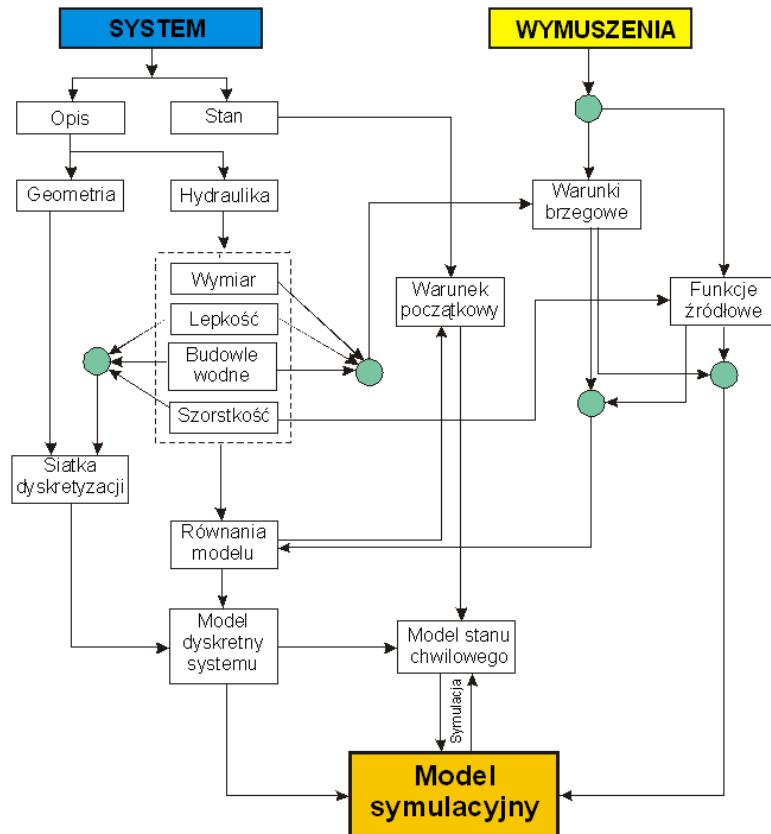 SYSTEM
WYMUSZENIA
Opis
Stan
Geometria
Hydraulika
Warunki
brzegowe
Wymiar
Lepkość
Budowle
wodne
Szorstkość
Warunek
początkowy
Funkcje
źródłowe
Siatka
dyskretyzacji
Równania
modelu
Model
dyskretny
systemu
Model stanu
chwilowego
Symulacja
Model
symulacyjny